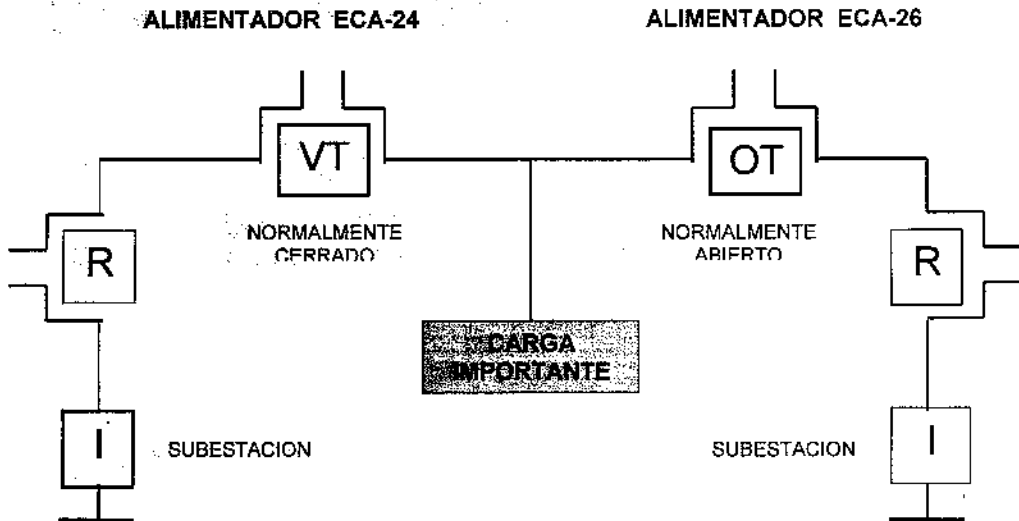 ALIMENTADOR ECA-24
ALIMENTADOR ECA-26
VT
OT
NORMALMENTE
CERRADO
NORMALMENTE
ABIERTO
R
R
CARGA
IMPORTANTE
I
SUBESTACION
SUBESTACION
I